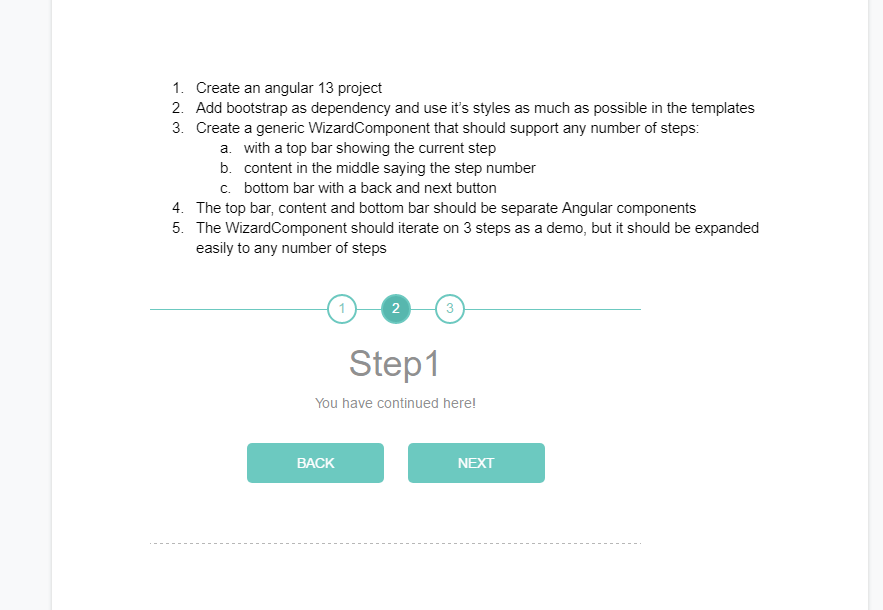 1. Create an angular 13 project
2. Add bootstrap as dependency and use it’s styles as much as possible in the templates
3. Create a generic WizardComponent that should support any number of steps:
a. with a top bar showing the current step
b. content in the middle saying the step number
c. bottom bar with a back and next button
4. The top bar, content and bottom bar should be separate Angular components
5. The WizardComponent should iterate on 3 steps as a demo, but it should be expanded
easily to any number of steps
1 2 3
Step1
You have continued here!
BACK NEXT